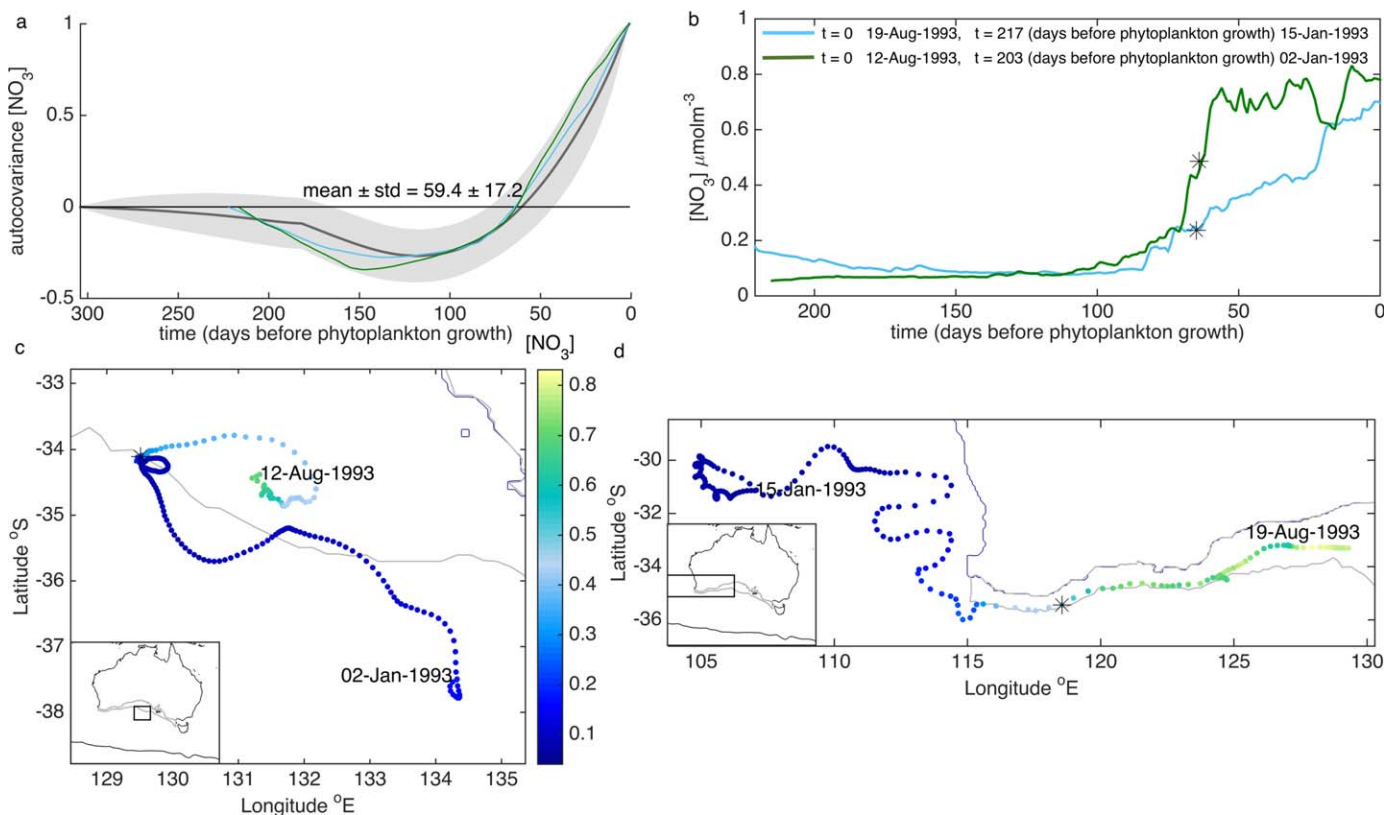 a
autocovariance [NO3]
1
0.5
0
-0.5
mean ± std = 59.4 ± 17.2
300 250 200 150 100 50 0
time (days before phytoplankton growth)
b
[NO3] μmolm-3
1
0.8
0.6
0.4
0.2
0
t = 0 19-Aug-1993, t = 217 (days before phytoplankton growth) 15-Jan-1993
t = 0 12-Aug-1993, t = 203 (days before phytoplankton growth) 02-Jan-1993
200 150 100 50 0
time (days before phytoplankton growth)
c
Latitude °S
-33
-34
-35
-36
-37
-38
12-Aug-1993
02-Jan-1993
129 130 131 132 133 134 135
Longitude °E
[NO3]
0.8
0.7
0.6
0.5
0.4
0.3
0.2
0.1
d
Latitude °S
-30
-32
-34
-36
Latitude °S
15-Jan-1993
19-Aug-1993
105 110 115 120 125 130
Longitude °E